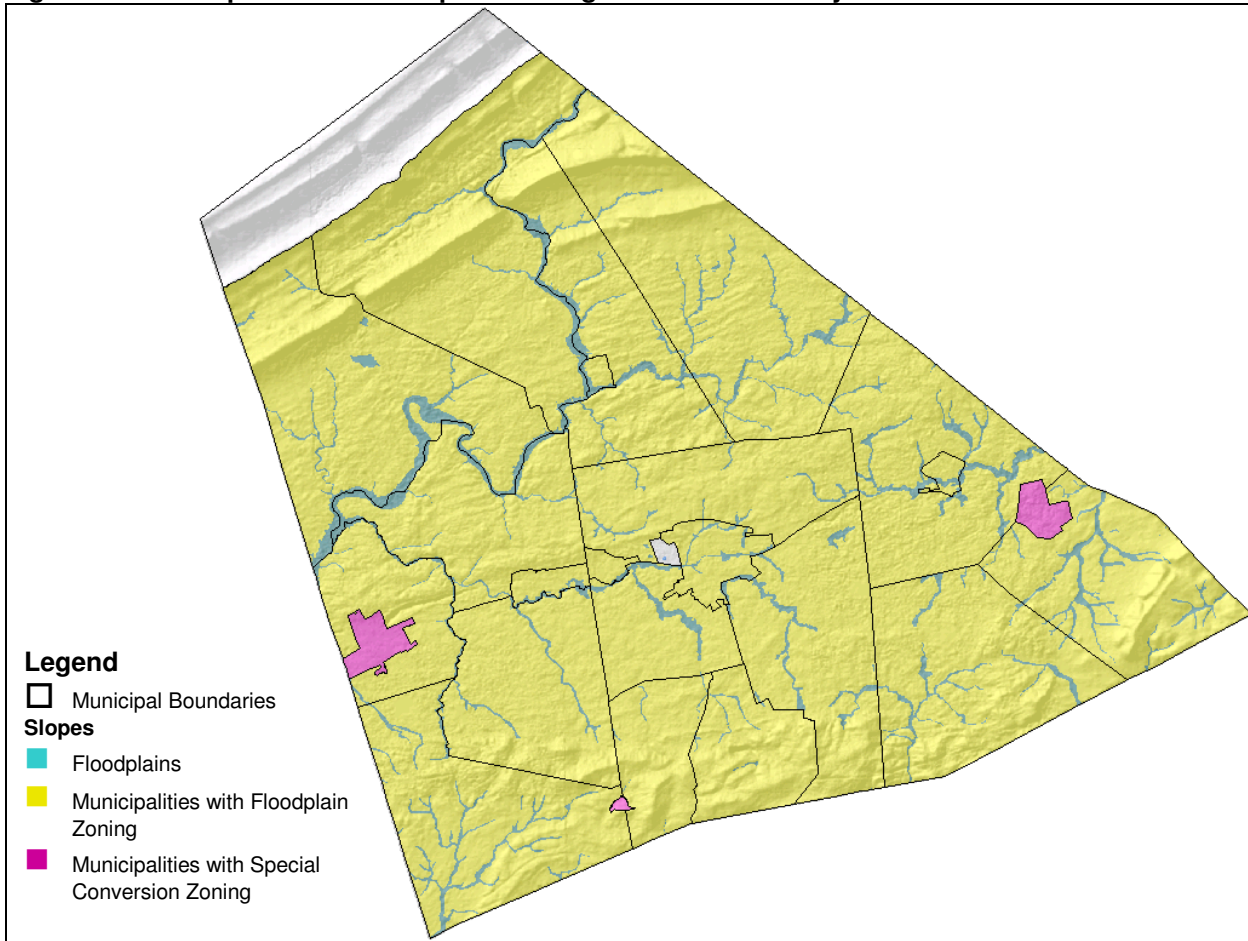 Legend
Municipal Boundaries
Slopes
Floodplains
Municipalities with Floodplain
Zoning
Municipalities with Special
Conversion Zoning